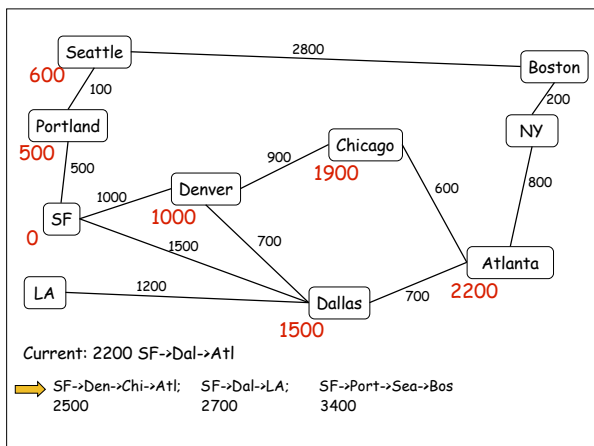 Seattle
2800
Boston
600
100
200
Portland
NY
500
Chicago
500
900
1900
800
1000
Denver
600
SF
1000
0
1500
700
Atlanta
LA
1200
2200
Dallas
700
1500
Current: 2200 SF->Dal->Atl
SF->Den->Chi->Atl; SF->Dal->LA; SF->Port->Sea->Bos
2500 2700 3400